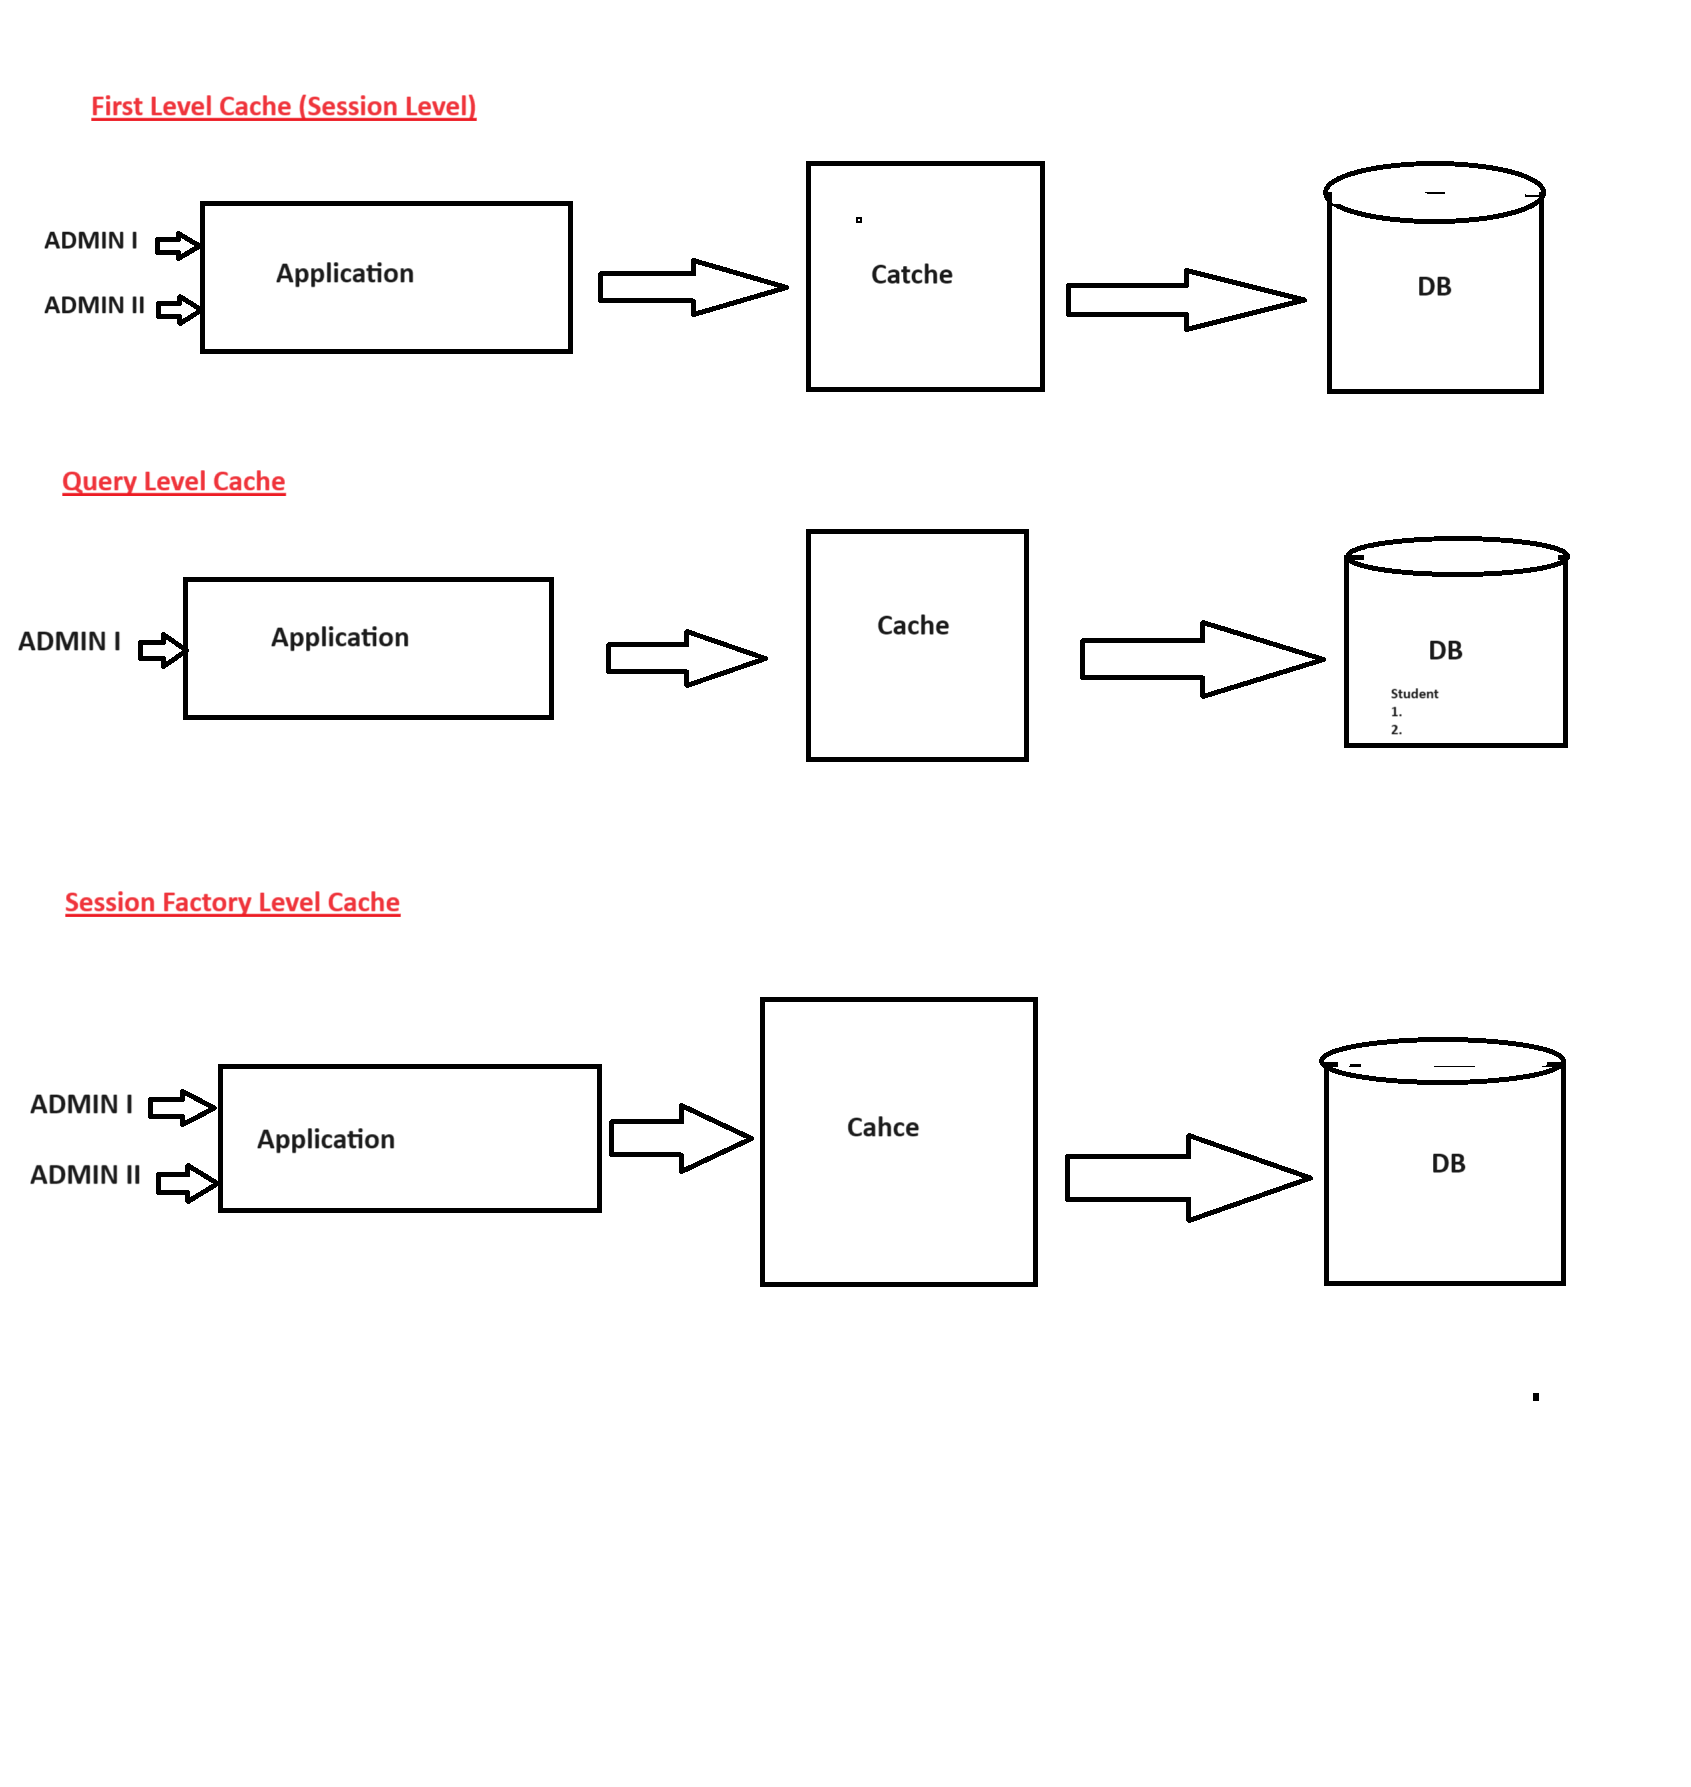 First Level Cache (Session Level)
ADMIN I
ADMIN II
Application
Catche
DB
Query Level Cache
ADMIN I
Application
Cache
DB
Student
1.
2.
Session Factory Level Cache
ADMIN I
ADMIN II
Application
Cahce
DB